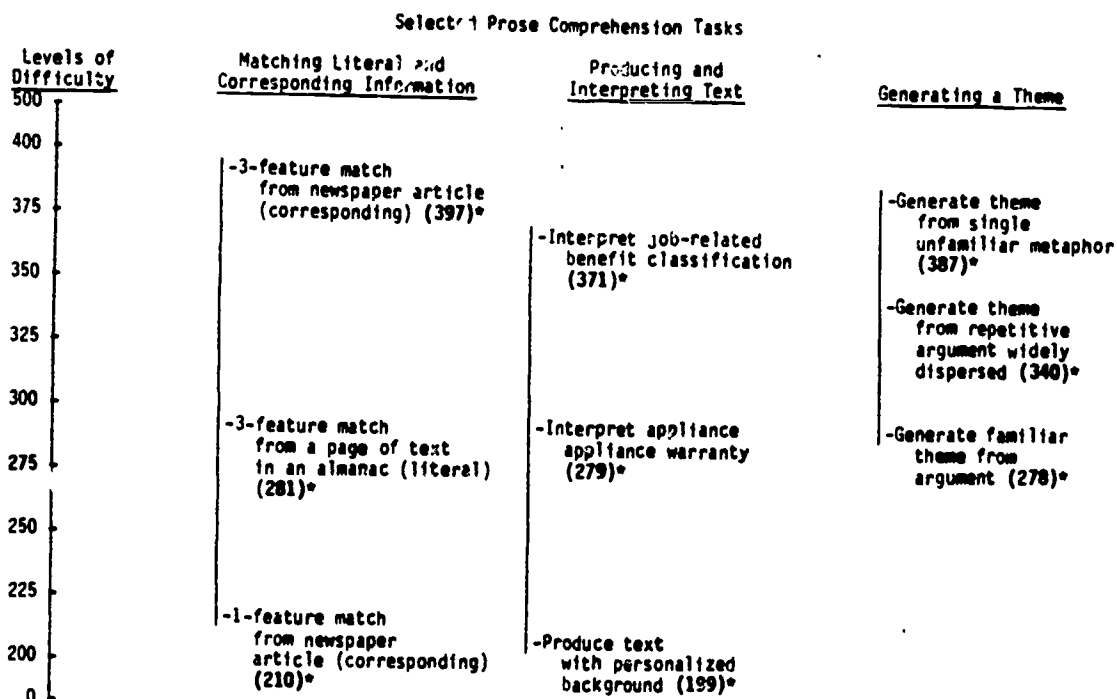 Selected Prose Comprehension Tasks
Levels of
Difficulty
Matching Literal and
Corresponding Information
Producing and
Interpreting Text
Generating a Theme
500
400
375
350
325
300
275
250
225
200
0
-3-feature match
from newspaper article
(corresponding) (397)*
-3-feature match
from a page of text
in an almanac (literal)
(281)*
-1-feature match
from newspaper
article (corresponding)
(210)*
-Interpret job-related
benefit classification
(371)*
-Interpret appliance
appliance warranty
(279)*
-Produce text
with personalized
background (199)*
-Generate theme
from single
unfamiliar metaphor
(387)*
-Generate theme
from repetitive
argument widely
dispersed (340)*
-Generate familiar
theme from
argument (278)*